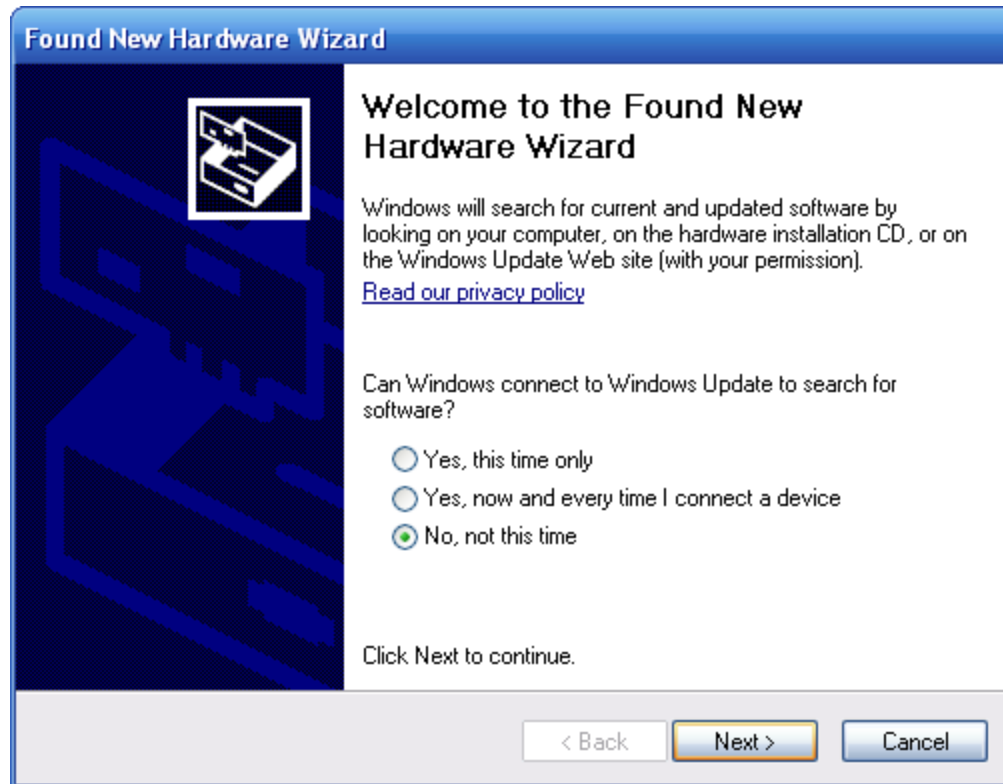 Found New Hardware Wizard
Welcome to the Found New
Hardware Wizard
Windows will search for current and updated software by
looking on your computer, on the hardware installation CD, or on
the Windows Update Web site (with your permission).
Read our privacy policy
Can Windows connect to Windows Update to search for
software?
Yes, this time only
Yes, now and every time I connect a device
No, not this time
Click Next to continue.
< Back
Next >
Cancel